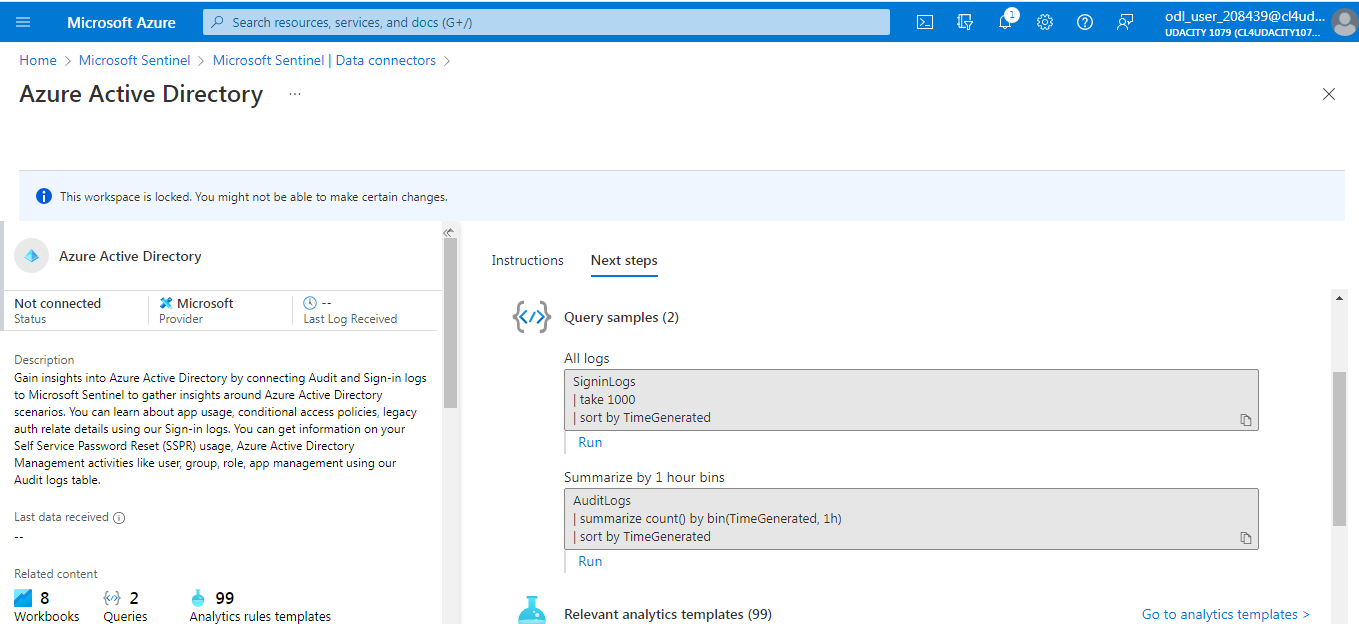 Microsoft Azure
Search resources, services, and docs (G+/)
1
odl_user_208439@cl4ud...
UDACITY 1079 (CL4UDACITY107...
Home > Microsoft Sentinel > Microsoft Sentinel | Data connectors >
Azure Active Directory ...
This workspace is locked. You might not be able to make certain changes.
Azure Active Directory
Not connected
Status
Microsoft
Provider
--
Last Log Received
Description
Gain insights into Azure Active Directory by connecting Audit and Sign-in logs
to Microsoft Sentinel to gather insights around Azure Active Directory
scenarios. You can learn about app usage, conditional access policies, legacy
auth relate details using our Sign-in logs. You can get information on your
Self Service Password Reset (SSPR) usage, Azure Active Directory
Management activities like user, group, role, app management using our
Audit logs table.
Last data received
--
Related content
8
Workbooks
2
Queries
99
Analytics rules templates
Instructions
Next steps
Query samples (2)
All logs
SigninLogs
| take 1000
| sort by TimeGenerated
Run
Summarize by 1 hour bins
AuditLogs
| summarize count() by bin(TimeGenerated, 1h)
| sort by TimeGenerated
Run
Relevant analytics templates (99)
Go to analytics templates >